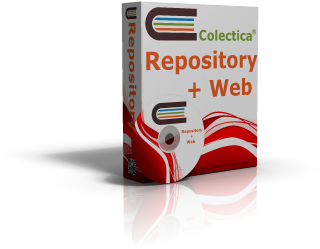 Colectica®
Repository
+ Web
Repository
Repository
+
Web